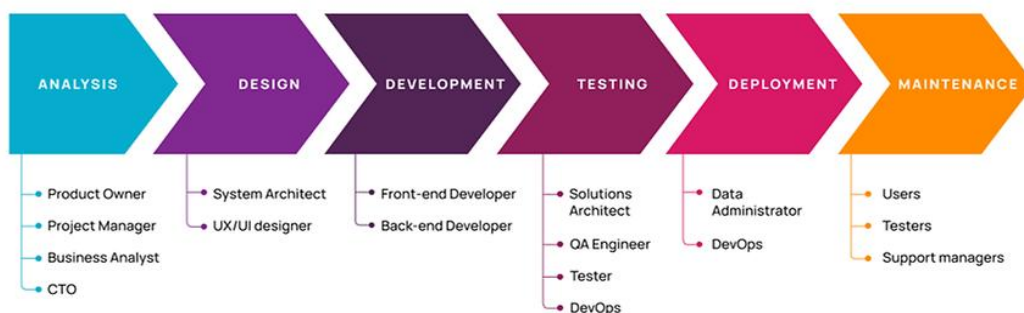 ANALYSIS
DESIGN
DEVELOPMENT
TESTING
DEPLOYMENT
MAINTENANCE
Product Owner
Project Manager
Business Analyst
CTO
System Architect
UX/UI designer
Front-end Developer
Back-end Developer
Solutions
Architect
QA Engineer
Tester
DevOps
Data
Administrator
DevOps
Users
Testers
Support managers